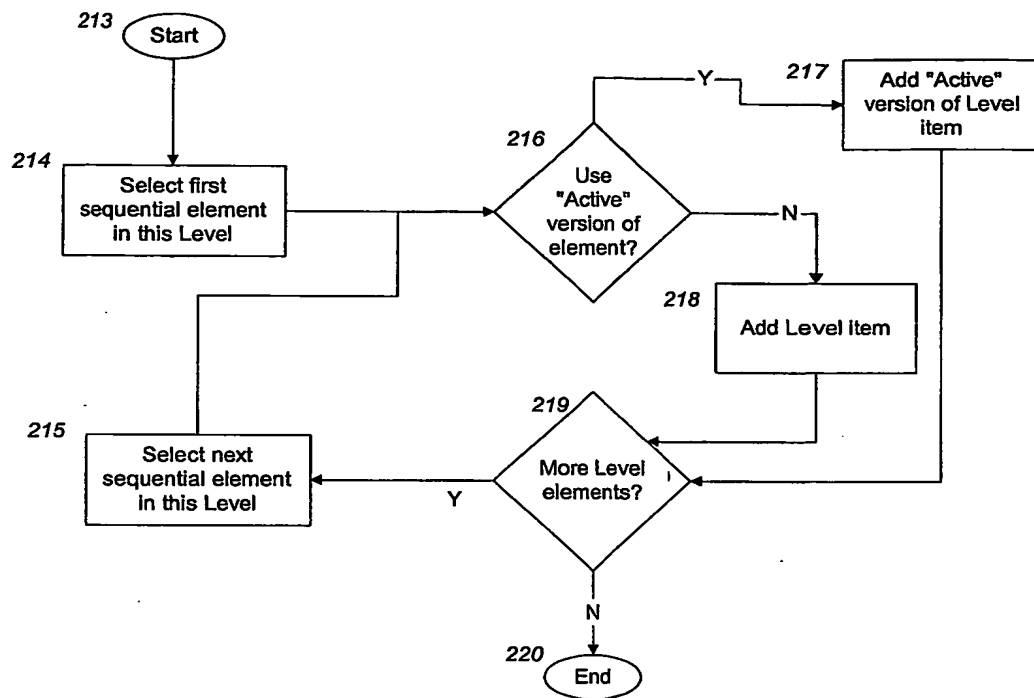 213
Start
214
Select first
sequential element
in this Level
216
Use
"Active"
version of
element?
Y
217
Add "Active"
version of Level
item
N
218
Add Level item
219
More Level
elements?
Y
215
Select next
sequential element
in this Level
N
220
End